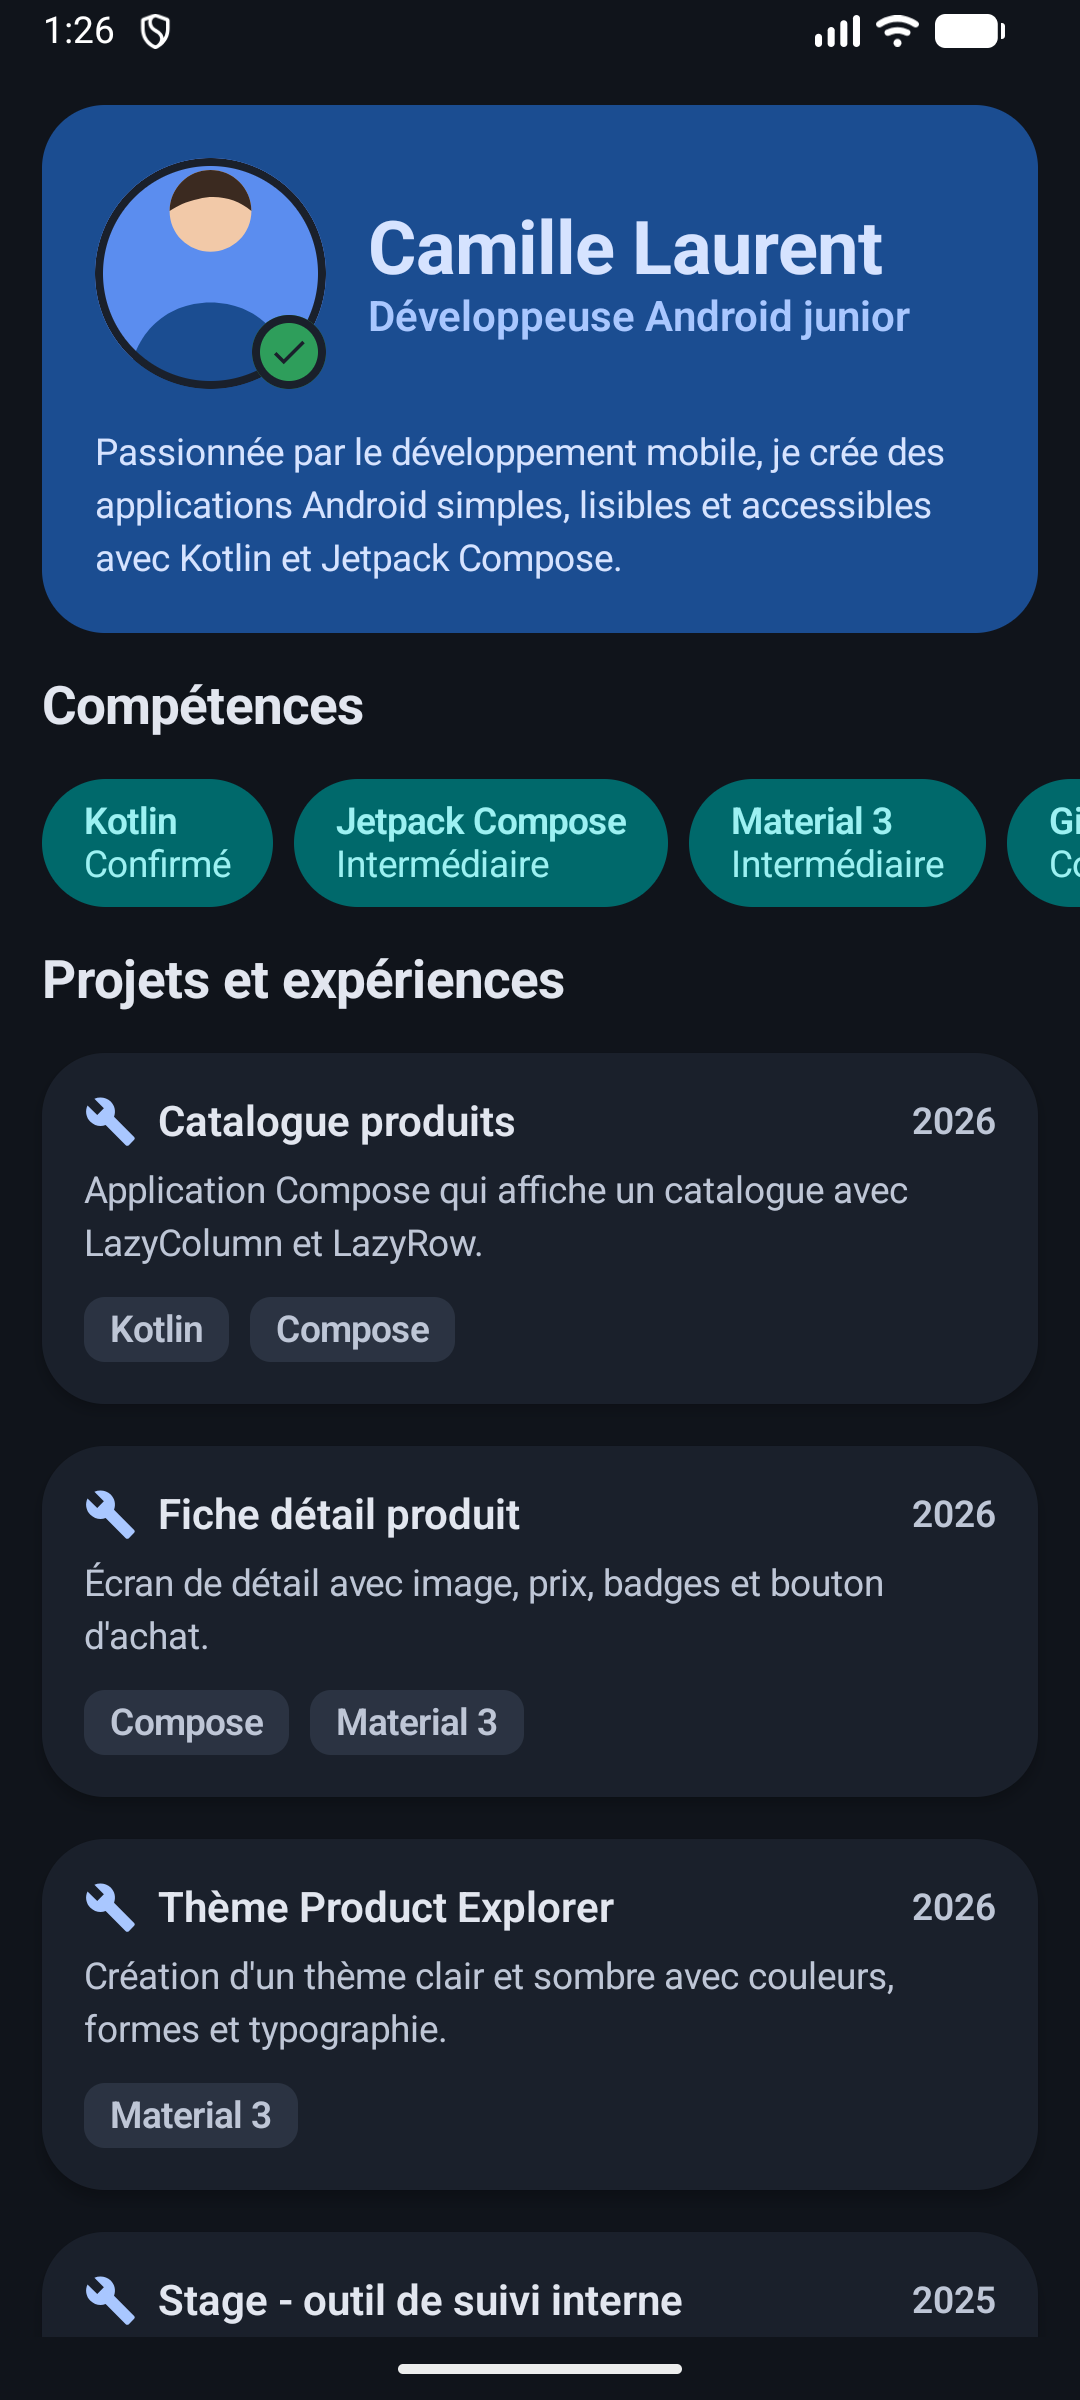 1:26
Camille Laurent
Développeuse Android junior
Passionnée par le développement mobile, je crée des
applications Android simples, lisibles et accessibles
avec Kotlin et Jetpack Compose.
Compétences
Kotlin
Confirmé
Jetpack Compose
Intermédiaire
Material 3
Intermédiaire
Gi
Co
Projets et expériences
Catalogue produits 2026
Application Compose qui affiche un catalogue avec
LazyColumn et LazyRow.
Kotlin Compose
Fiche détail produit 2026
Écran de détail avec image, prix, badges et bouton
d'achat.
Compose Material 3
Thème Product Explorer 2026
Création d'un thème clair et sombre avec couleurs,
formes et typographie.
Material 3
Stage - outil de suivi interne 2025